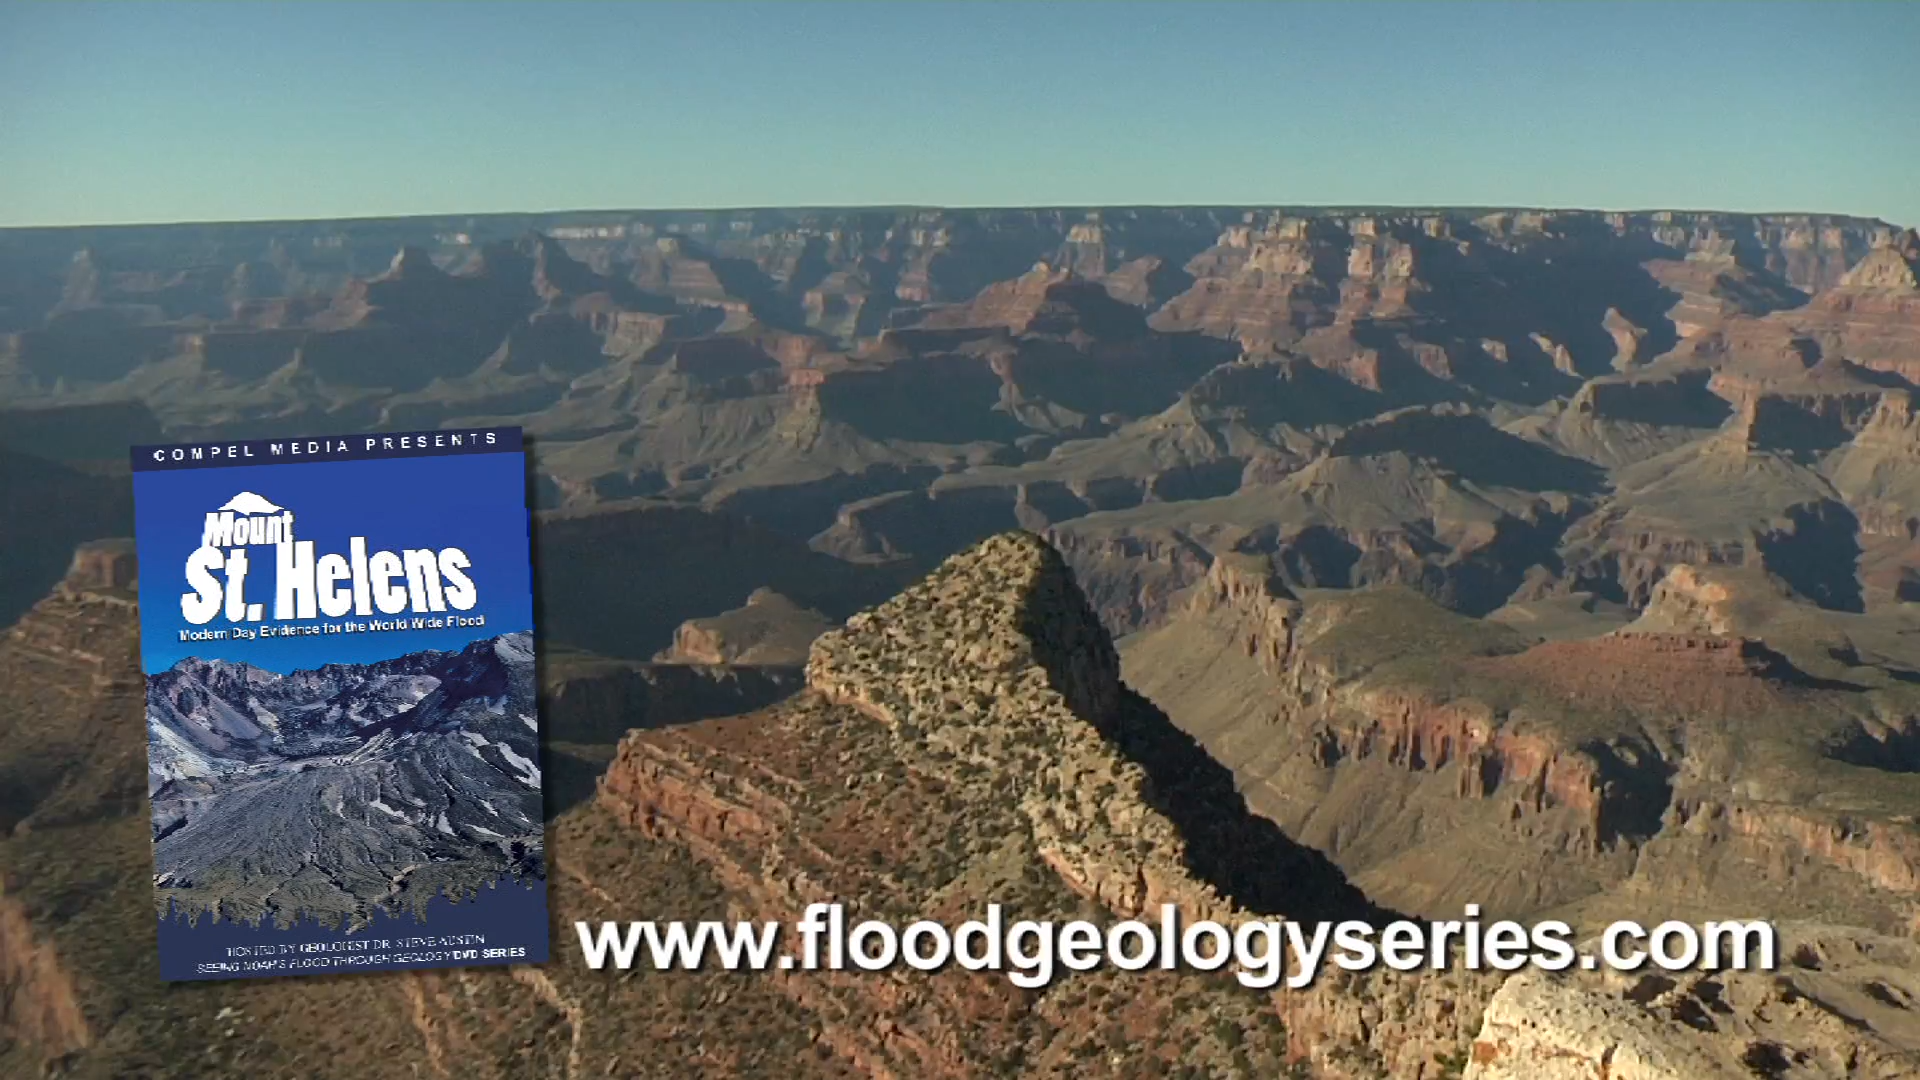 COMPEL MEDIA PRESENTS
Mount
St. Helens
Modern Day Evidence for the World Wide Flood
HOSTED BY GEOLOGIST DR. STEVE AUSTIN
SEEING NOAH'S FLOOD THROUGH GEOLOGY DVD SERIES
www.floodgeologyseries.com